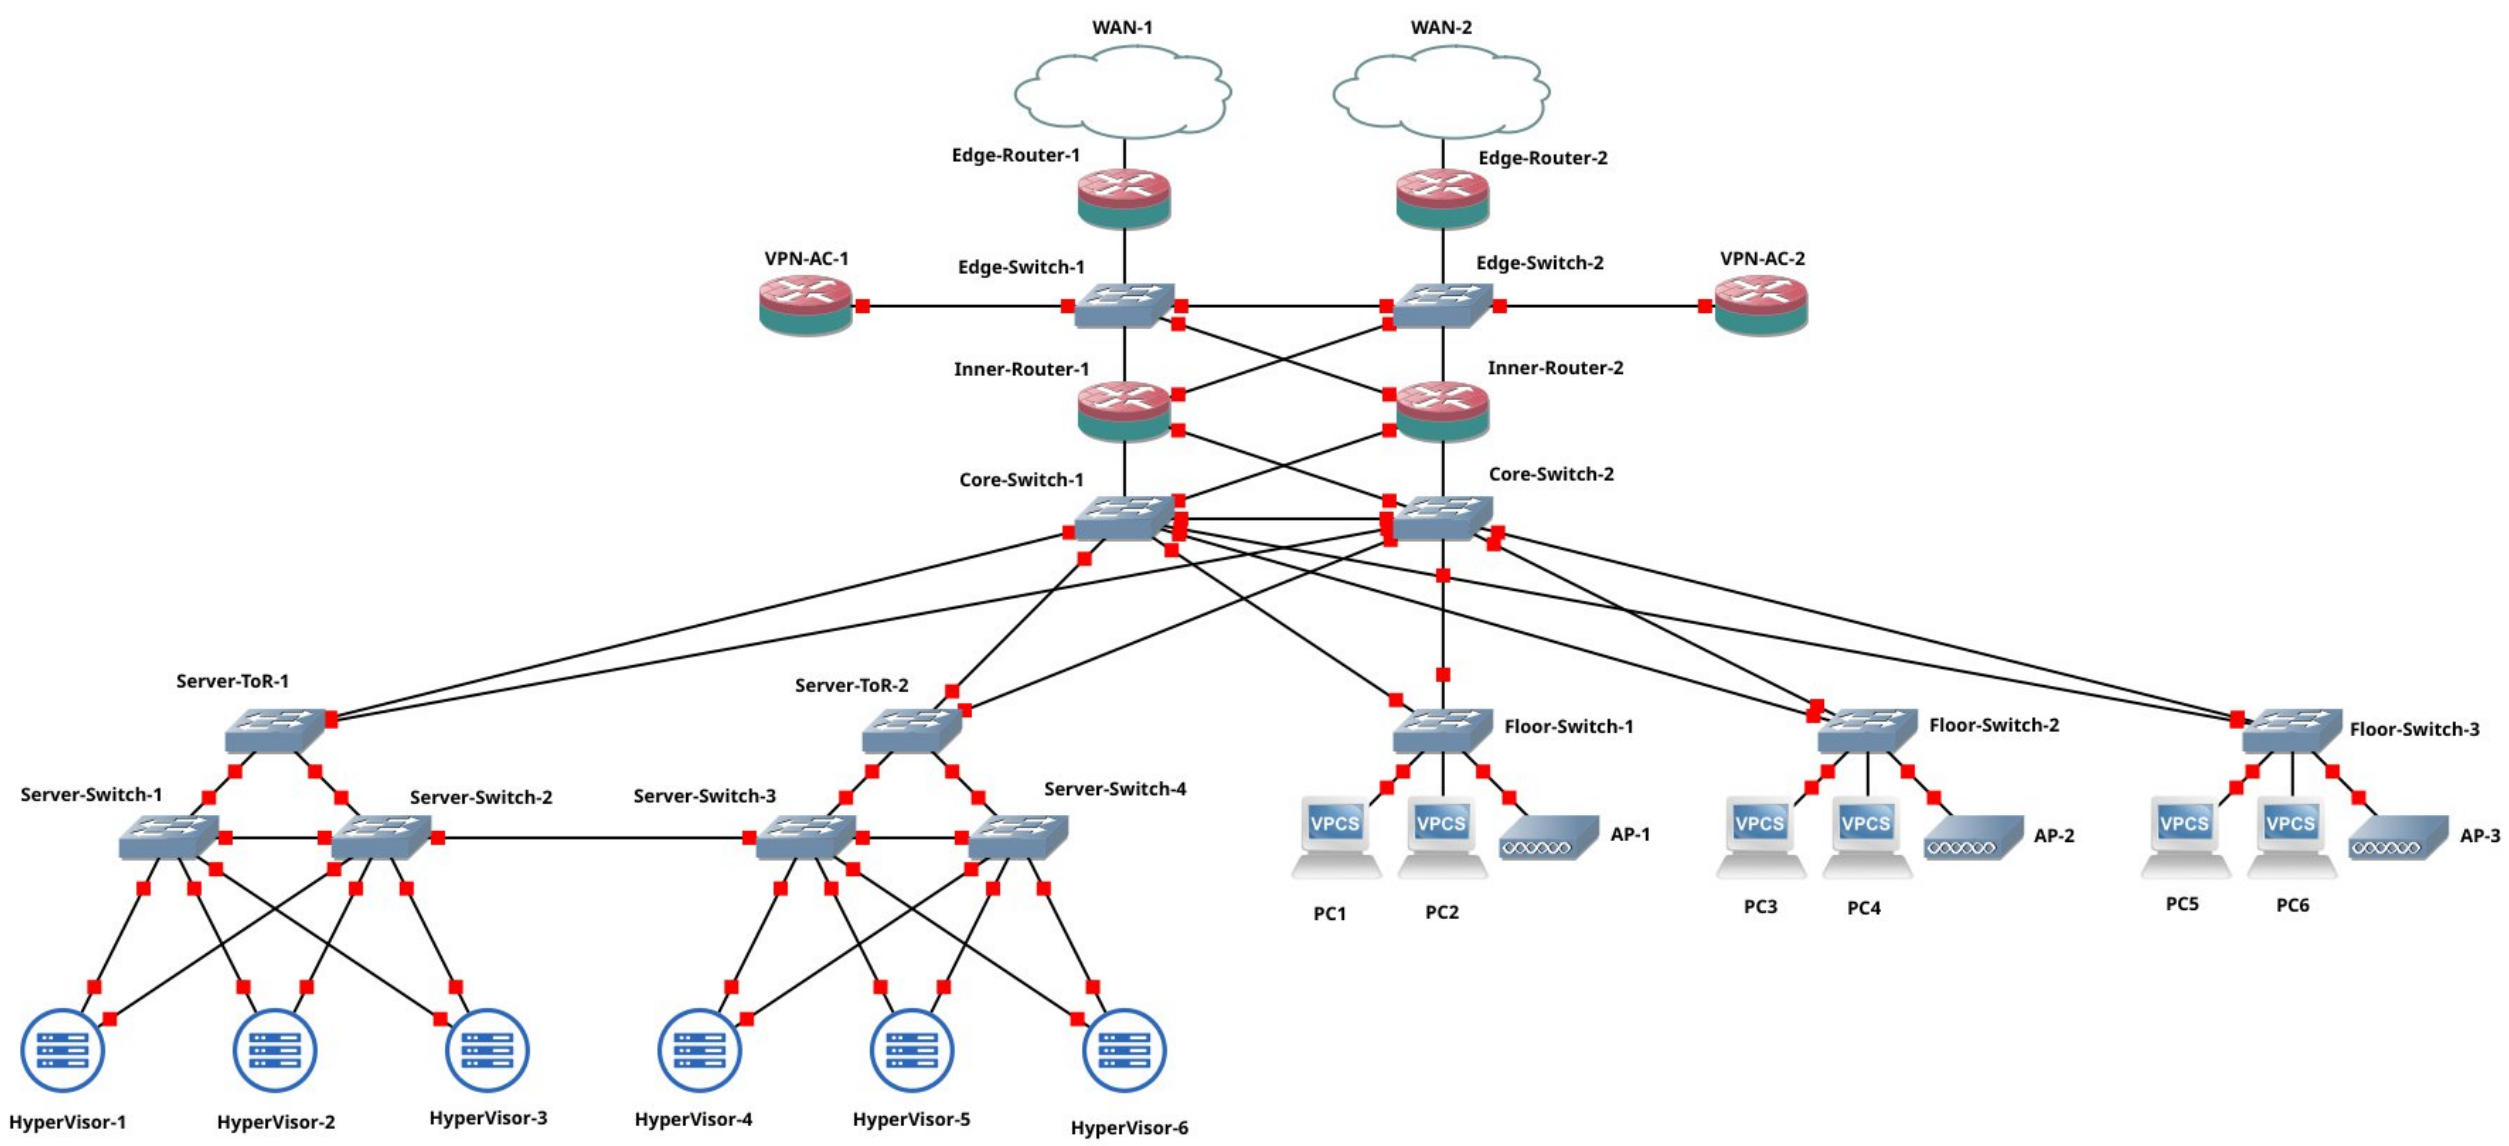 WAN-1
WAN-2
Edge-Router-1
Edge-Router-2
VPN-AC-1
Edge-Switch-1
Edge-Switch-2
VPN-AC-2
Inner-Router-1
Inner-Router-2
Core-Switch-1
Core-Switch-2
Server-ToR-1
Server-ToR-2
Floor-Switch-1
Floor-Switch-2
Floor-Switch-3
Server-Switch-1
Server-Switch-2
Server-Switch-3
Server-Switch-4
VPCS
VPCS
AP-1
VPCS
VPCS
AP-2
VPCS
VPCS
AP-3
PC1
PC2
PC3
PC4
PC5
PC6
HyperVisor-1
HyperVisor-2
HyperVisor-3
HyperVisor-4
HyperVisor-5
HyperVisor-6